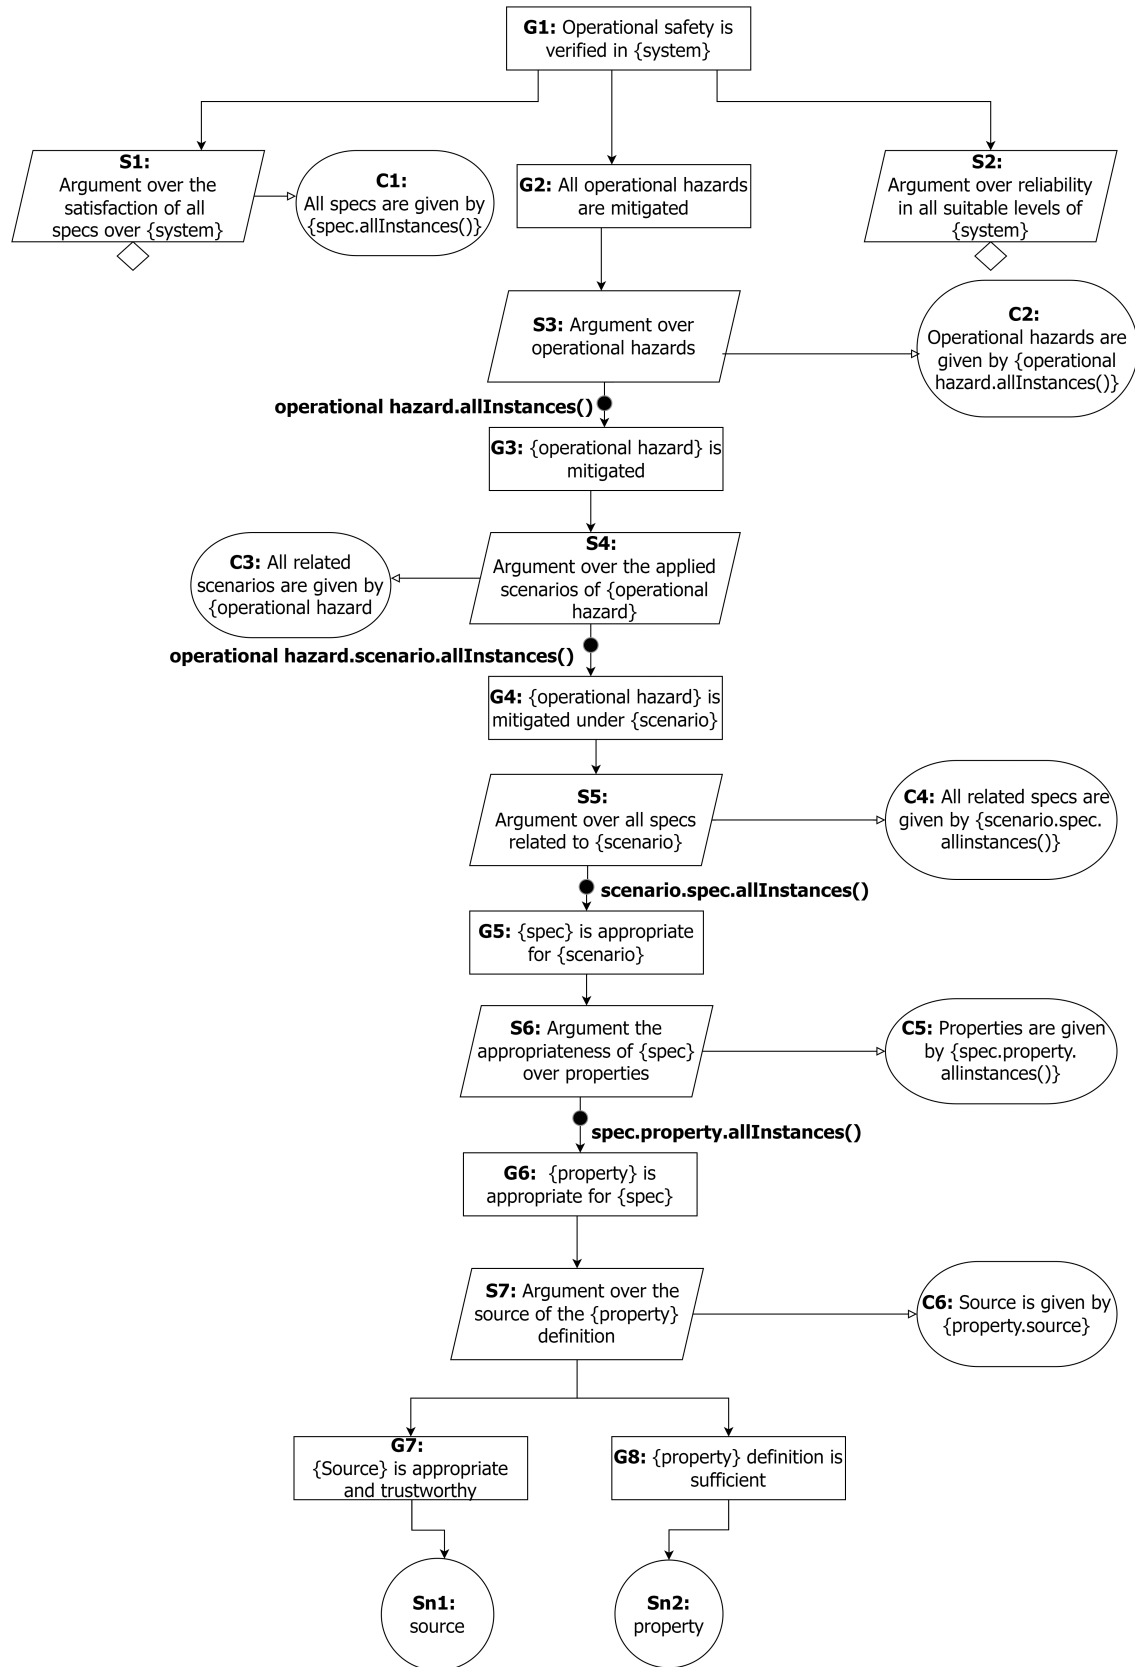 G1: Operational safety is
verified in {system}
S1:
Argument over the
satisfaction of all
specs over {system}
C1:
All specs are given by
{spec.allInstances()}
G2: All operational hazards
are mitigated
S2:
Argument over reliability
in all suitable levels of
{system}
S3: Argument over
operational hazards
C2:
Operational hazards are
given by {operational
hazard.allInstances()}
operational hazard.allInstances()
G3: {operational hazard} is
mitigated
C3: All related
scenarios are given by
{operational hazard
S4:
Argument over the applied
scenarios of {operational
hazard}
operational hazard.scenario.allInstances()
G4: {operational hazard} is
mitigated under {scenario}
S5:
Argument over all specs
related to {scenario}
C4: All related specs are
given by {scenario.spec.
allinstances()}
scenario.spec.allInstances()
G5: {spec} is appropriate
for {scenario}
S6: Argument the
appropriateness of {spec}
over properties
C5: Properties are given
by {spec.property.
allinstances()}
spec.property.allInstances()
G6: {property} is
appropriate for {spec}
S7: Argument over the
source of the {property}
definition
C6: Source is given by
{property.source}
G7:
{Source} is appropriate
and trustworthy
G8: {property} definition is
sufficient
Sn1:
source
Sn2:
property